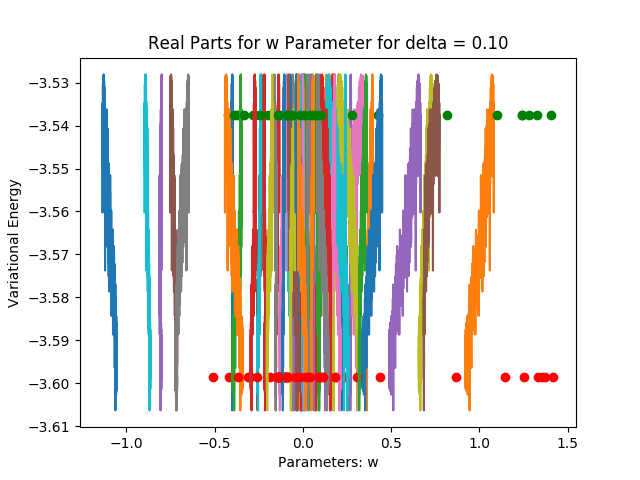 Real Parts for w Parameter for delta = 0.10
Variational Energy
−3.53
−3.54
−3.55
−3.56
−3.57
−3.58
−3.59
−3.60
−3.61
−1.0 −0.5 0.0 0.5 1.0 1.5
Parameters: w